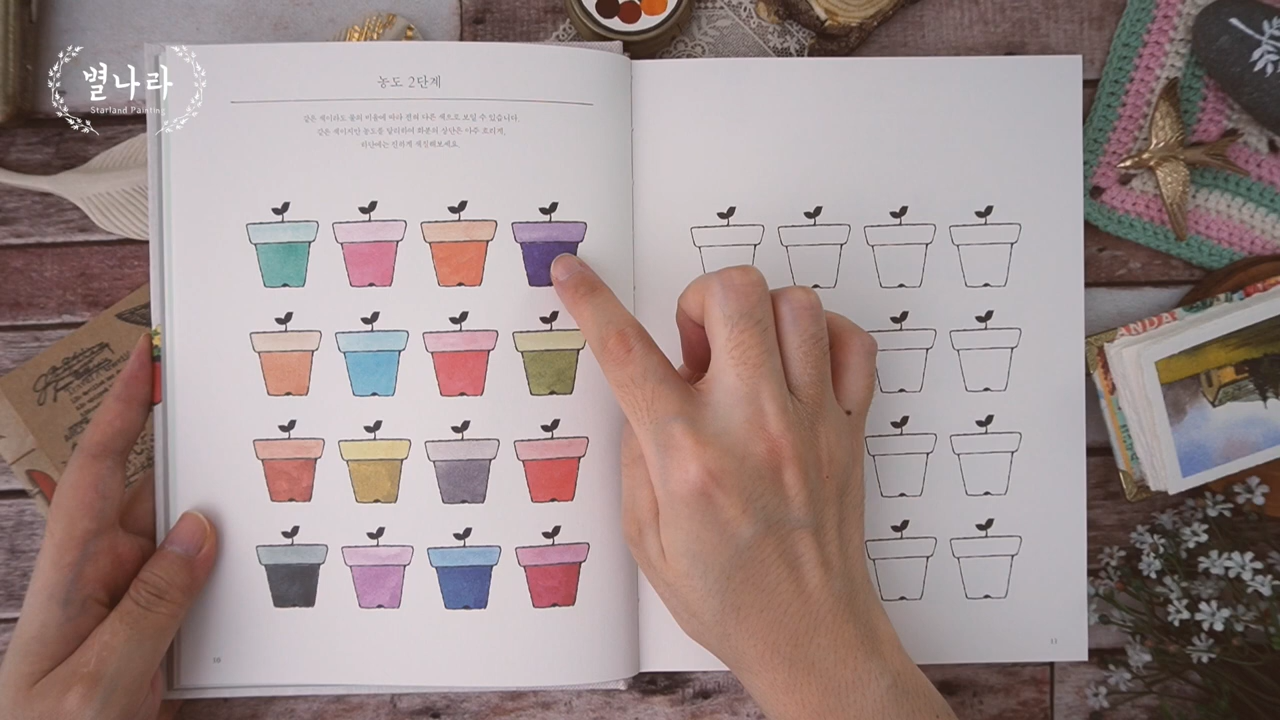 별나라
Starland Painting
농도 2단계
같은 색이라도 물의 비율에 따라 전혀 다른 색으로 보일 수 있습니다.
같은 색이지만 농도를 달리하여 화분의 상단은 아주 흐리게,
하단에는 진하게 색칠해보세요.
ANDA
10
11